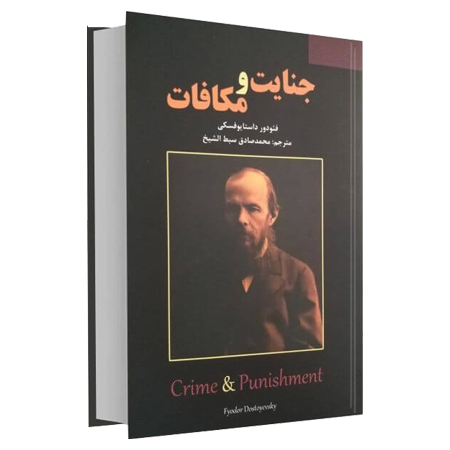 جنایت و
مکافات
فئودور داستایوفسکی
مترجم: محمدصادق سبط الشیخ
Crime & Punishment
Fyodor Dostoyevsky